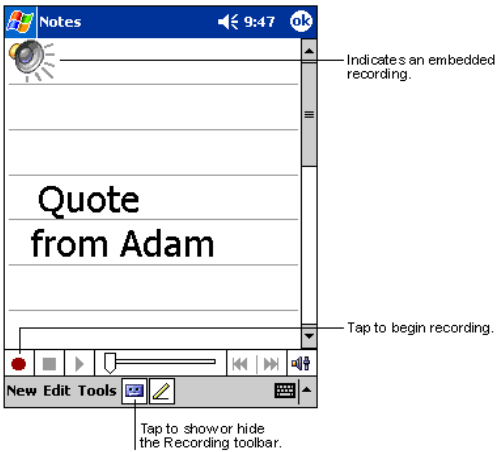 Notes 9:47 ok
Indicates an embedded
recording.
Quote
from Adam
Tap to begin recording.
New Edit Tools
Tap to show or hide
the Recording toolbar.